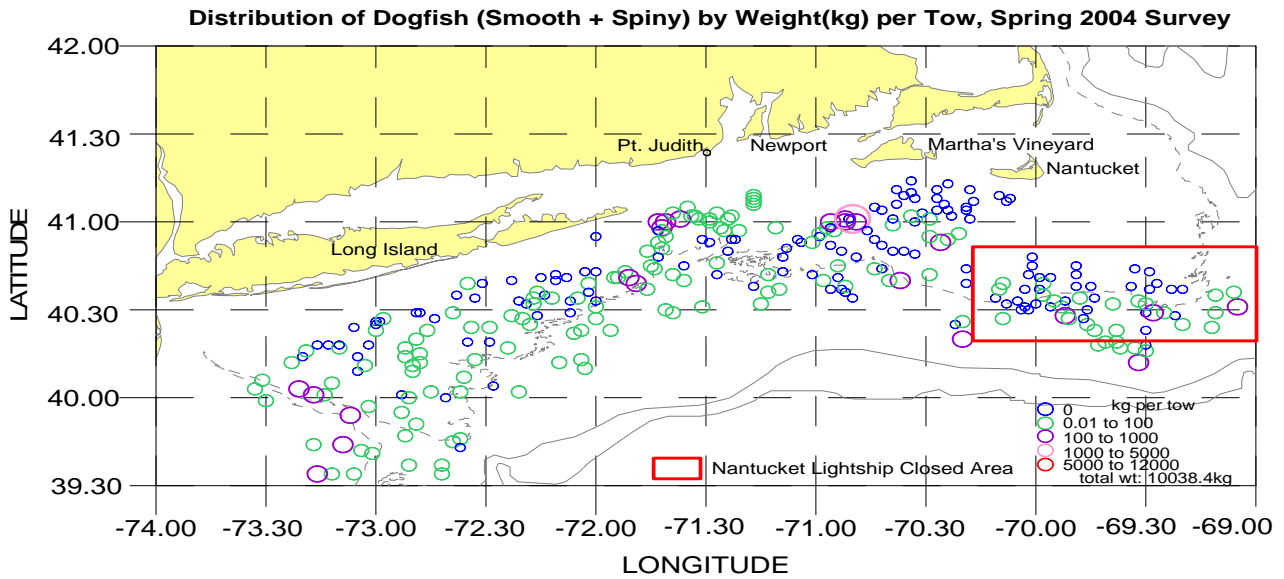 Distribution of Dogfish (Smooth + Spiny) by Weight(kg) per Tow, Spring 2004 Survey
42.00
41.30
41.00
40.30
40.00
39.30
LATITUDE
Pt. Judith
Newport
Martha's Vineyard
Nantucket
Long Island
kg per tow
0
0.01 to 100
100 to 1000
1000 to 5000
5000 to 12000
total wt: 10038.4kg
Nantucket Lightship Closed Area
-74.00 -73.30 -73.00 -72.30 -72.00 -71.30 -71.00 -70.30 -70.00 -69.30 -69.00
LONGITUDE